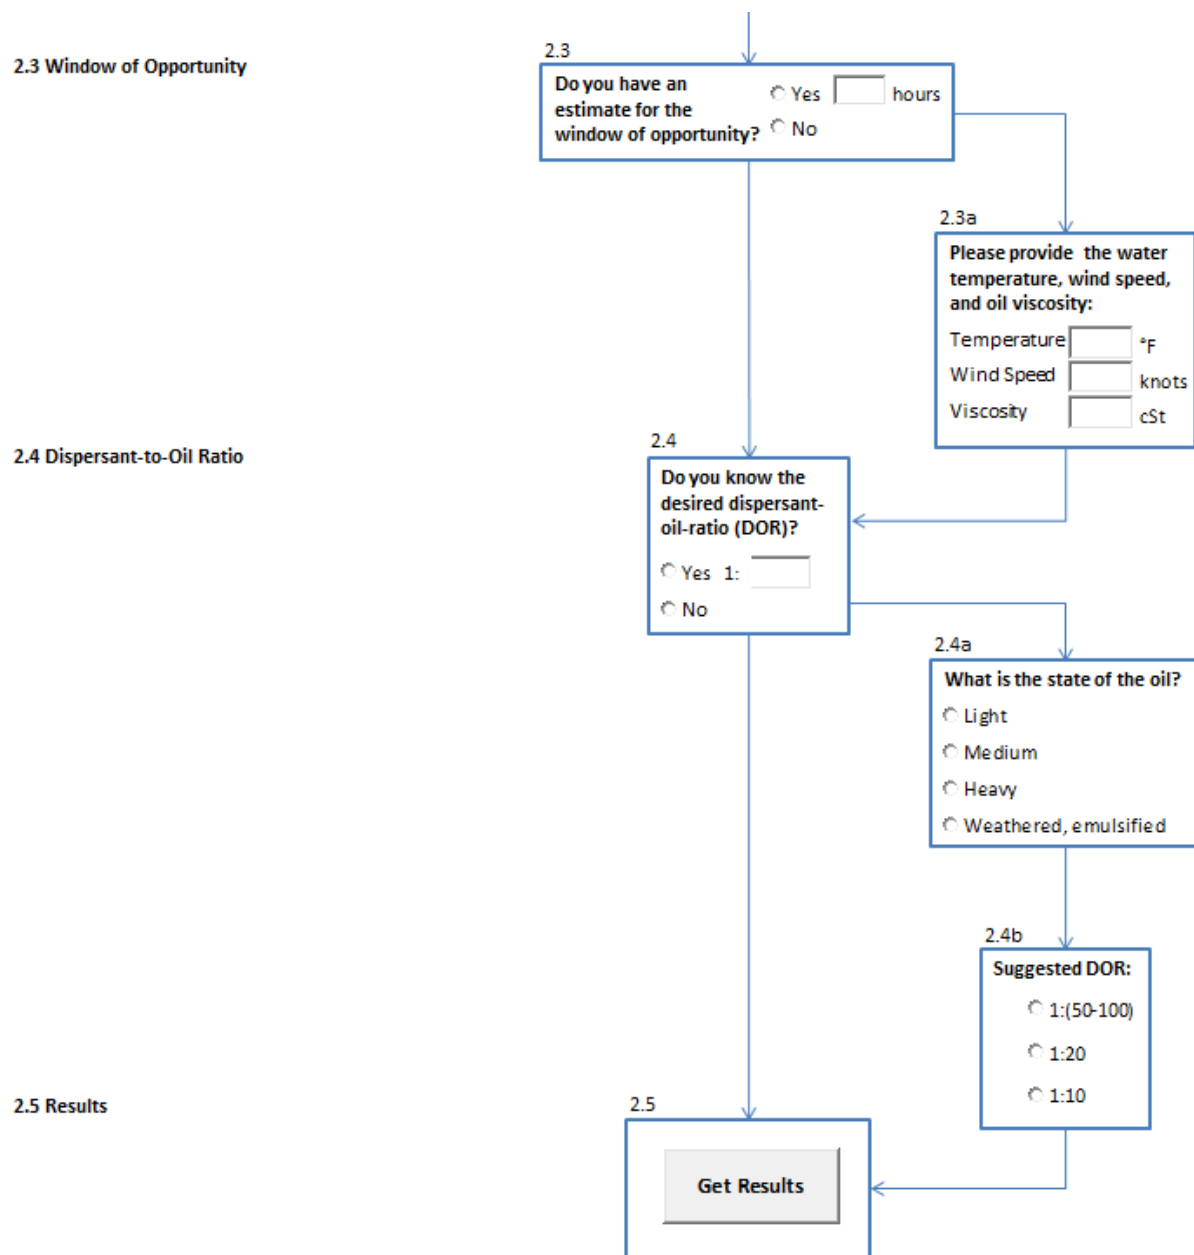 2.3 Window of Opportunity
2.3
Do you have an
estimate for the
window of opportunity?
Yes hours
No
2.3a
Please provide the water
temperature, wind speed,
and oil viscosity:
Temperature °F
Wind Speed knots
Viscosity cSt
2.4 Dispersant-to-Oil Ratio
2.4
Do you know the
desired dispersant-
oil-ratio (DOR)?
Yes 1:
No
2.4a
What is the state of the oil?
Light
Medium
Heavy
Weathered, emulsified
2.4b
Suggested DOR:
1:(50-100)
1:20
1:10
2.5 Results
2.5
Get Results